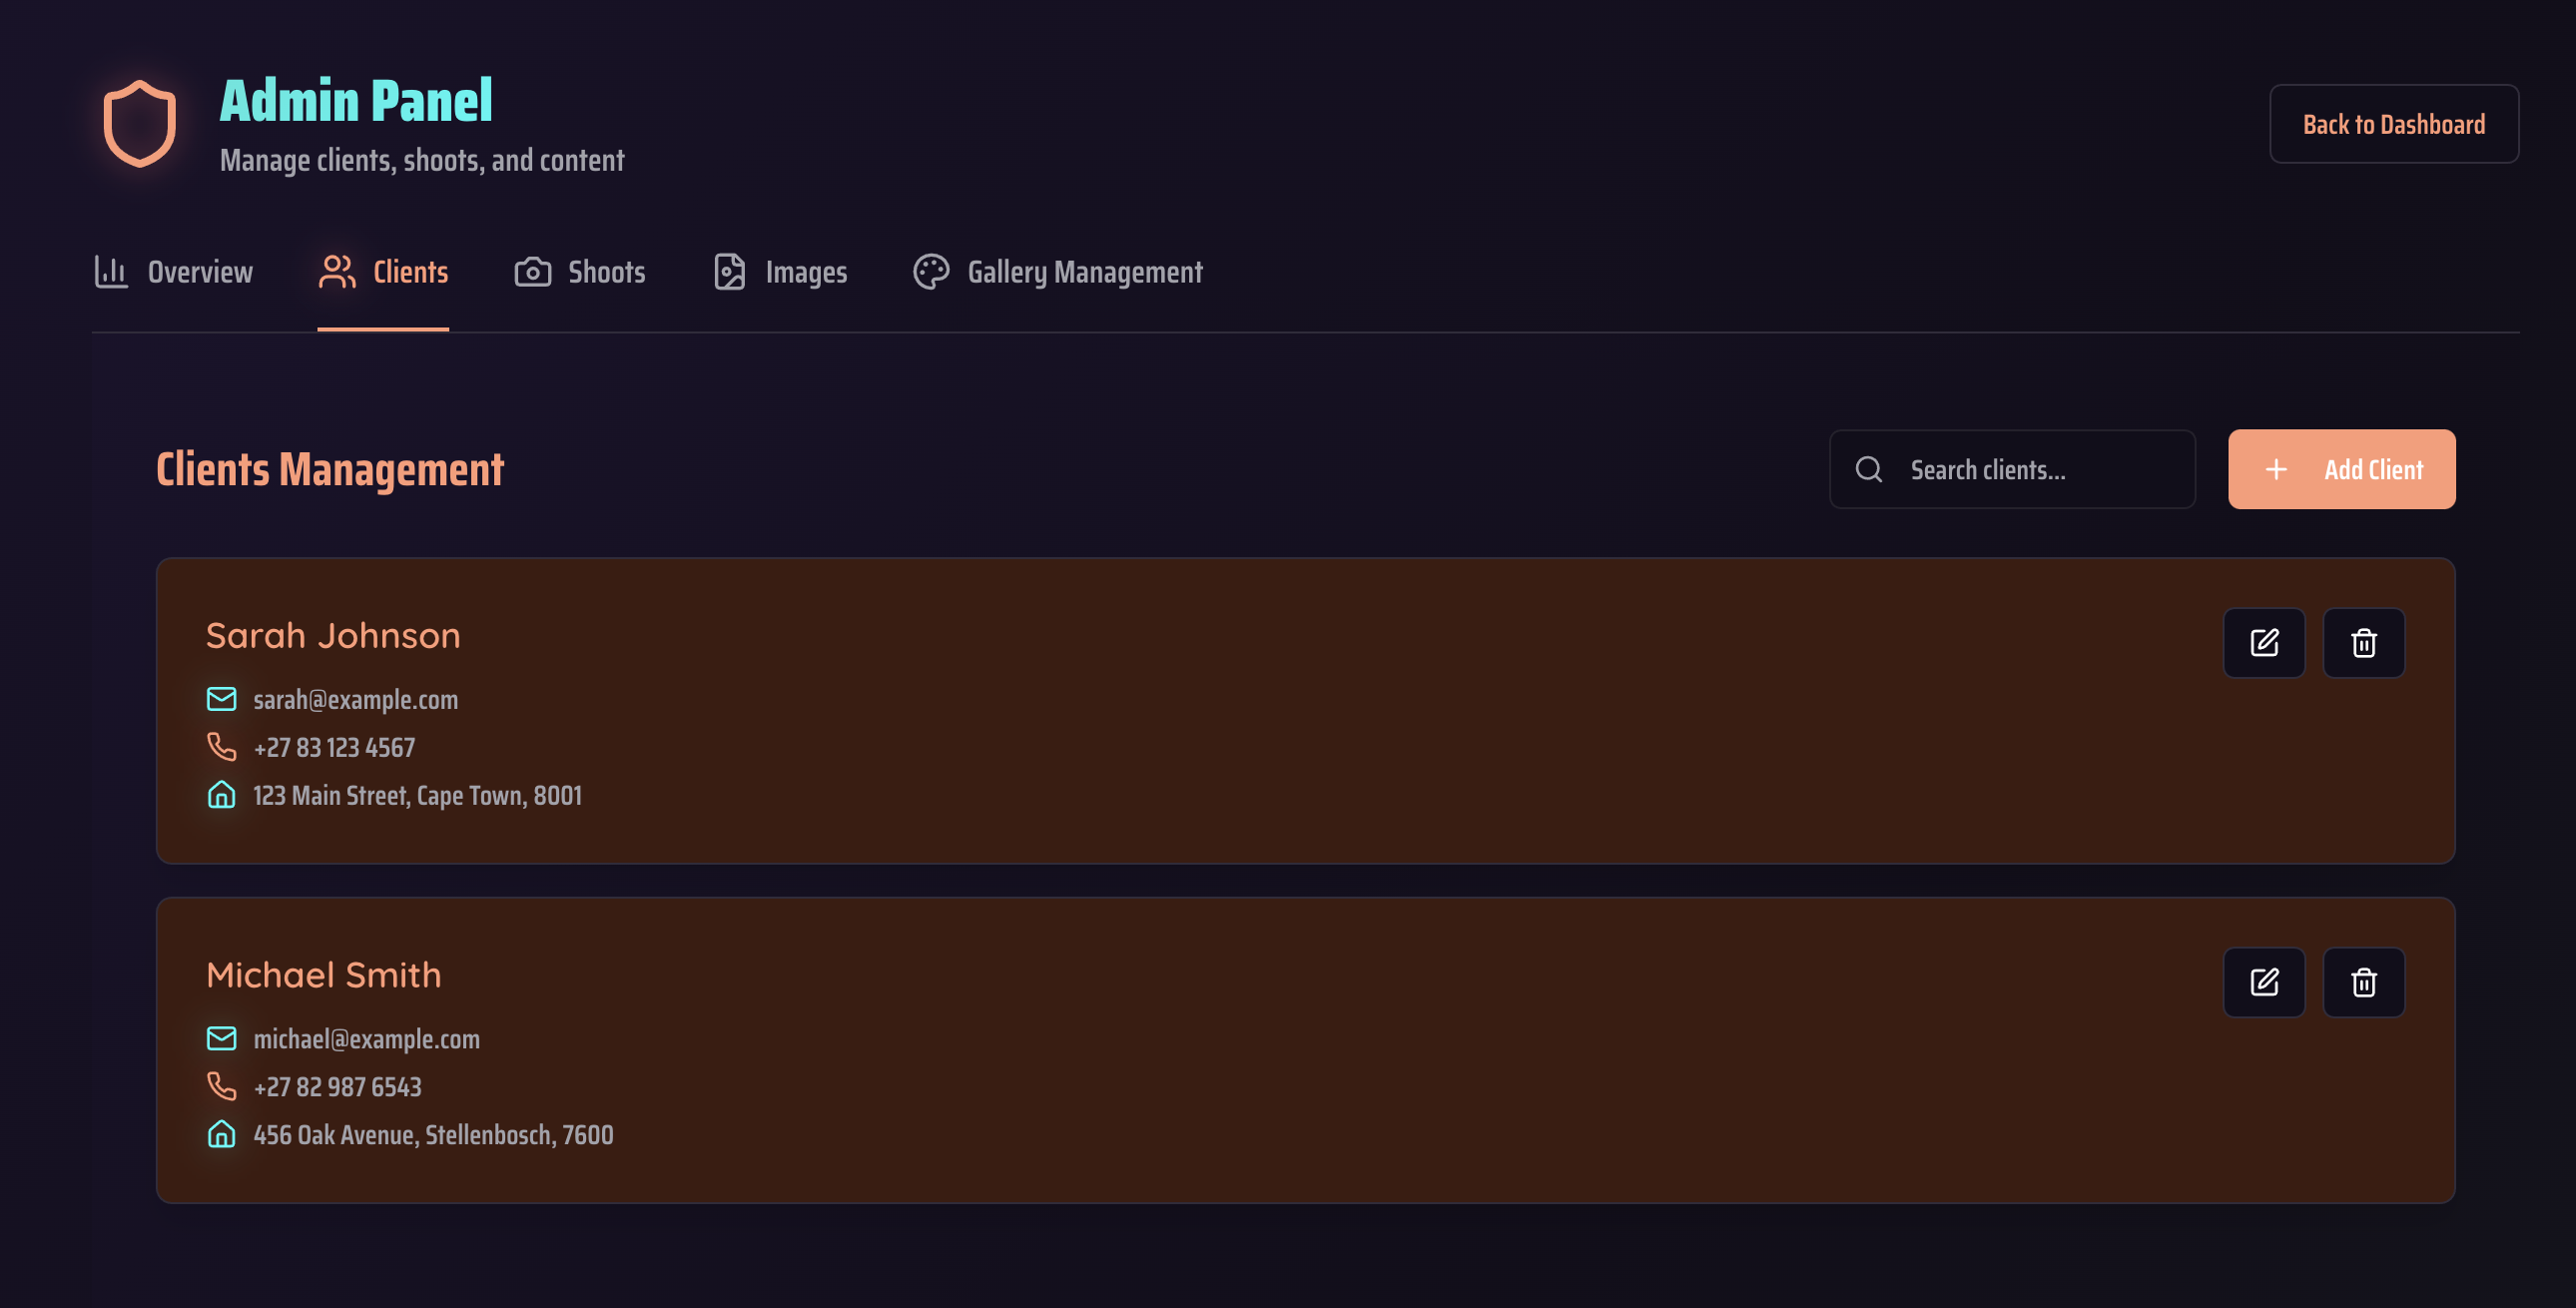 Admin Panel
Manage clients, shoots, and content
Back to Dashboard
Overview
Clients
Shoots
Images
Gallery Management
Clients Management
Search clients...
Add Client
Sarah Johnson
sarah@example.com
+27 83 123 4567
123 Main Street, Cape Town, 8001
Michael Smith
michael@example.com
+27 82 987 6543
456 Oak Avenue, Stellenbosch, 7600